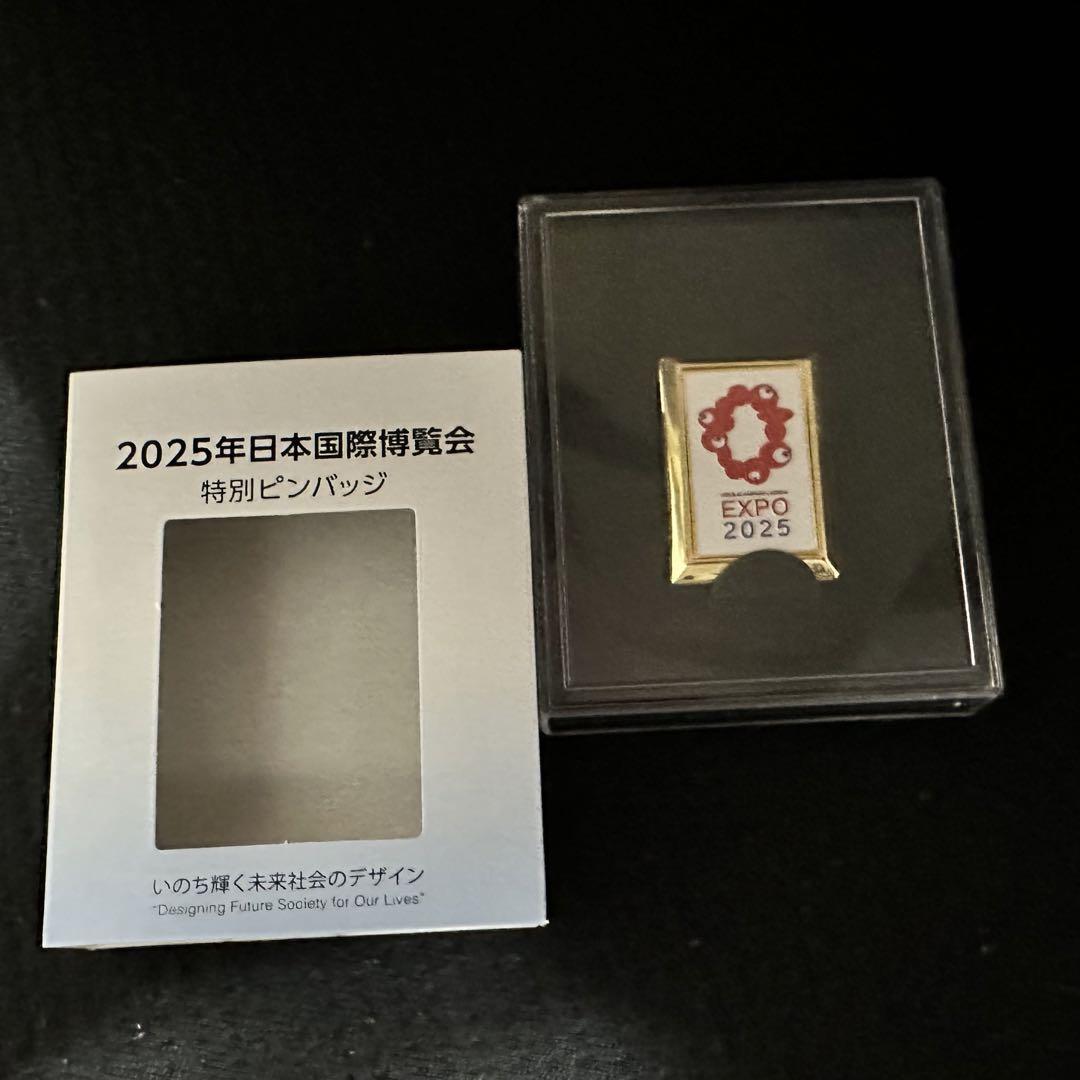 2025年日本国際博覧会
特別ピンバッジ
いのち輝く未来社会のデザイン
"Designing Future Society for Our Lives"
EXPO
2025